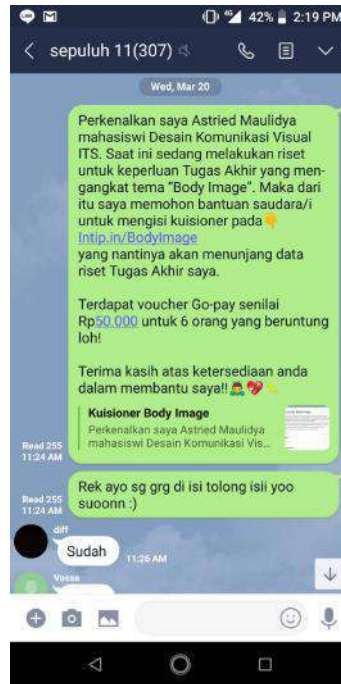 42% 2:19 PM
sepuluh 11(307)
Wed, Mar 20
Perkenalkan saya Astried Maulidya
mahasiswi Desain Komunikasi Visual
ITS. Saat ini sedang melakukan riset
untuk keperluan Tugas Akhir yang men-
gangkat tema "Body Image". Maka dari
itu saya memohon bantuan saudara/i
untuk mengisi kuisioner pada👇
Intip.in/BodyImage
yang nantinya akan menunjang data
riset Tugas Akhir saya.
Terdapat voucher Go-pay senilai
Rp50.000 untuk 6 orang yang beruntung
loh!
Terima kasih atas ketersediaan anda
dalam membantu saya!!
Kuisioner Body Image
Perkenalkan saya Astried Maulidya
mahasiswi Desain Komunikasi Vis...
Read 255
11:24 AM
Rek ayo sg grg di isi tolong isii yoo
suoonn :)
Read 255
11:24 AM
diff
Sudah
11:26 AM